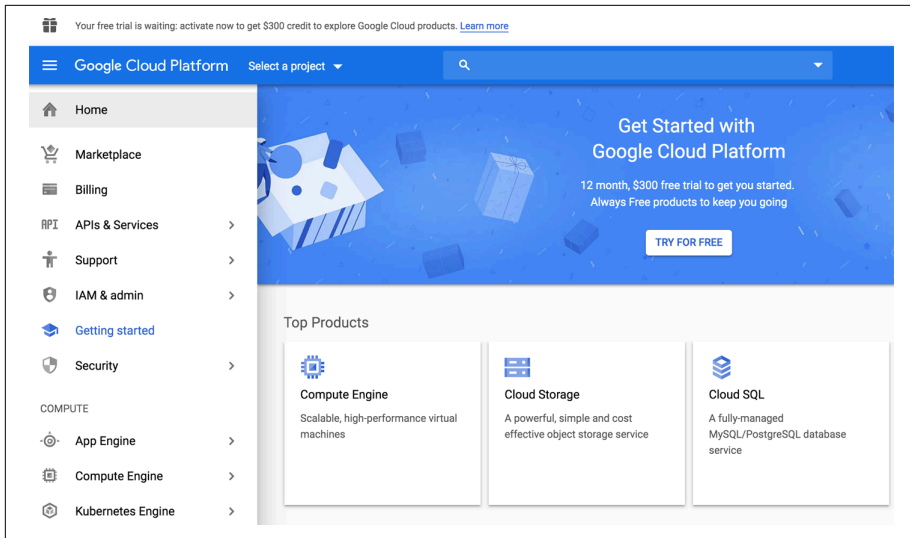 Your free trial is waiting: activate now to get $300 credit to explore Google Cloud products. Learn more
Google Cloud Platform Select a project
Home
Marketplace
Billing
API APIs & Services
Support
IAM & admin
Getting started
Security
COMPUTE
App Engine
Compute Engine
Kubernetes Engine
Get Started with
Google Cloud Platform
12 month, $300 free trial to get you started.
Always Free products to keep you going
TRY FOR FREE
Top Products
Compute Engine
Scalable, high-performance virtual
machines
Cloud Storage
A powerful, simple and cost
effective object storage service
Cloud SQL
A fully-managed
MySQL/PostgreSQL database
service